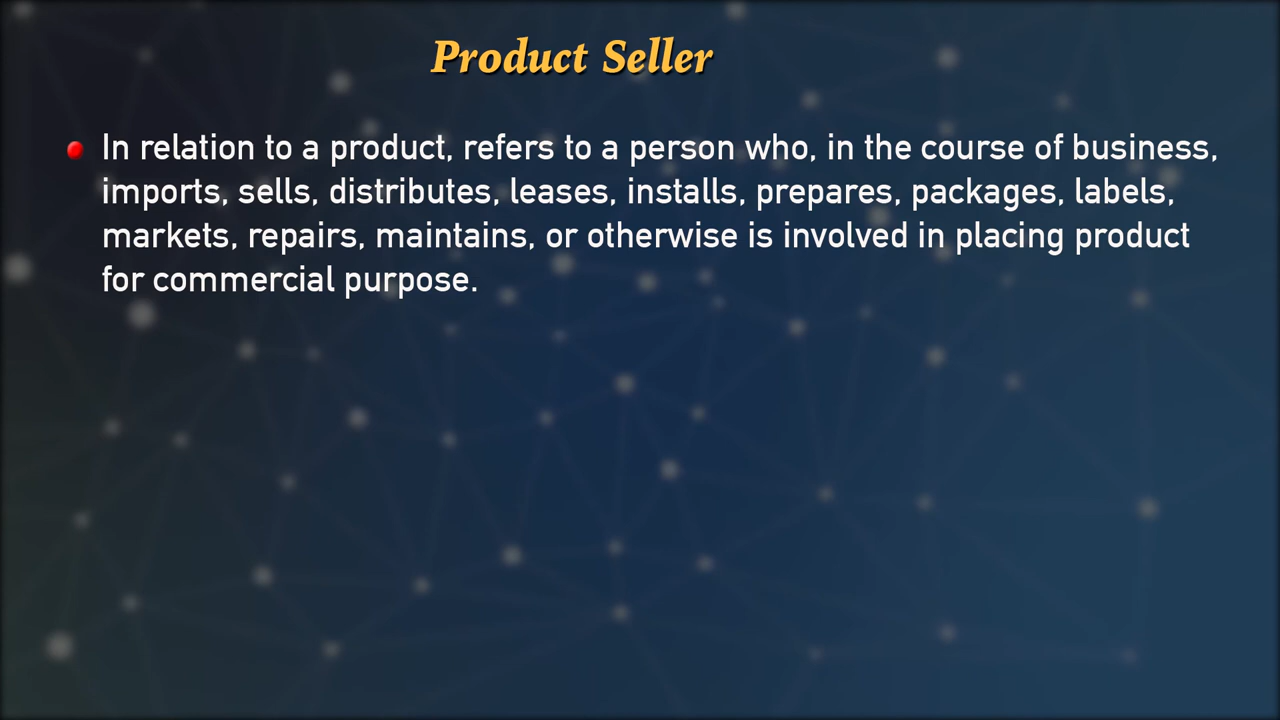 Product Seller
In relation to a product, refers to a person who, in the course of business,
imports, sells, distributes, leases, installs, prepares, packages, labels,
markets, repairs, maintains, or otherwise is involved in placing product
for commercial purpose.